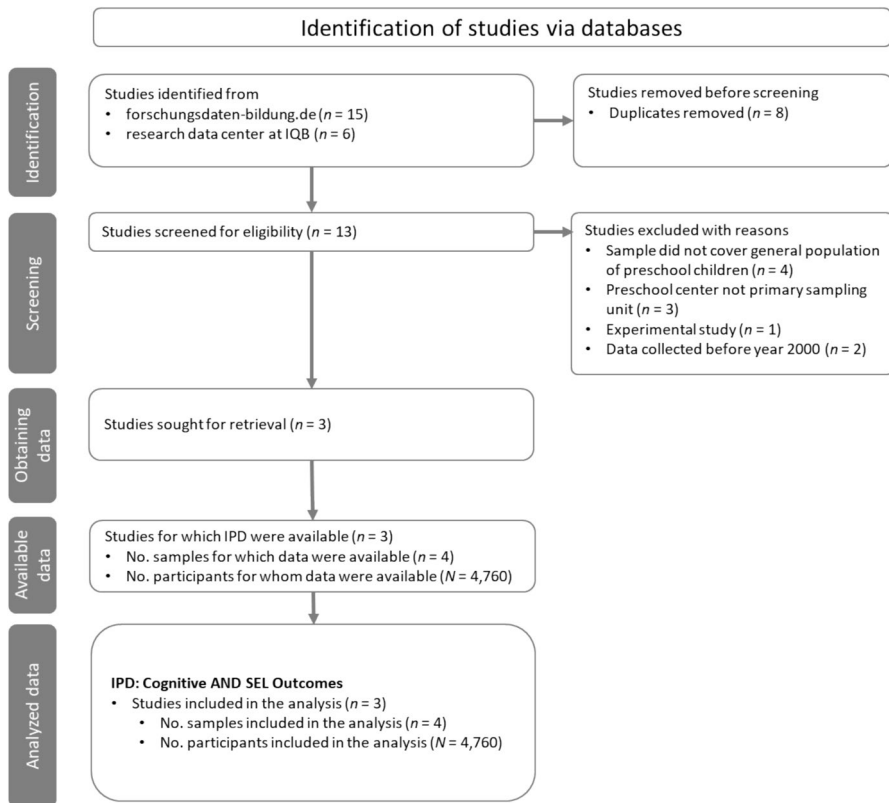 Identification of studies via databases
Identification
Studies identified from
• forschungsdaten-bildung.de (n = 15)
• research data center at IQB (n = 6)
Studies removed before screening
• Duplicates removed (n = 8)
Screening
Studies screened for eligibility (n = 13)
Studies excluded with reasons
• Sample did not cover general population
of preschool children (n = 4)
• Preschool center not primary sampling
unit (n = 3)
• Experimental study (n = 1)
• Data collected before year 2000 (n = 2)
Obtaining
data
Studies sought for retrieval (n = 3)
Available
data
Studies for which IPD were available (n = 3)
• No. samples for which data were available (n = 4)
• No. participants for whom data were available (N = 4,760)
Analyzed data
IPD: Cognitive AND SEL Outcomes
• Studies included in the analysis (n = 3)
• No. samples included in the analysis (n = 4)
• No. participants included in the analysis (N = 4,760)